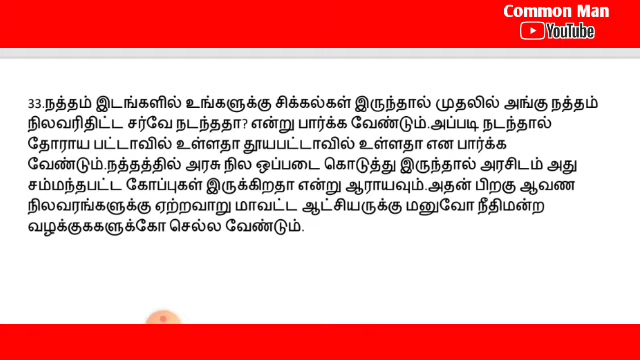 Common Man
YouTube
33.நத்தம் இடங்களில் உங்களுக்கு சிக்கல்கள் இருந்தால் முதலில் அங்கு நத்தம்
நிலவரிதிட்ட சர்வே நடந்ததா? என்று பார்க்க வேண்டும்.அப்படி நடந்தால்
தோராய பட்டாவில் உள்ளதா தூயபட்டாவில் உள்ளதா என பார்க்க
வேண்டும்.நத்தத்தில் அரசு நில ஒப்படை கொடுத்து இருந்தால் அரசிடம் அது
சம்மந்தபட்ட கோப்புகள் இருக்கிறதா என்று ஆராயவும்.அதன் பிறகு ஆவண
நிலவரங்களுக்கு ஏற்றவாறு மாவட்ட ஆட்சியருக்கு மனுவோ நீதிமன்ற
வழக்குககளுக்கோ செல்ல வேண்டும்.